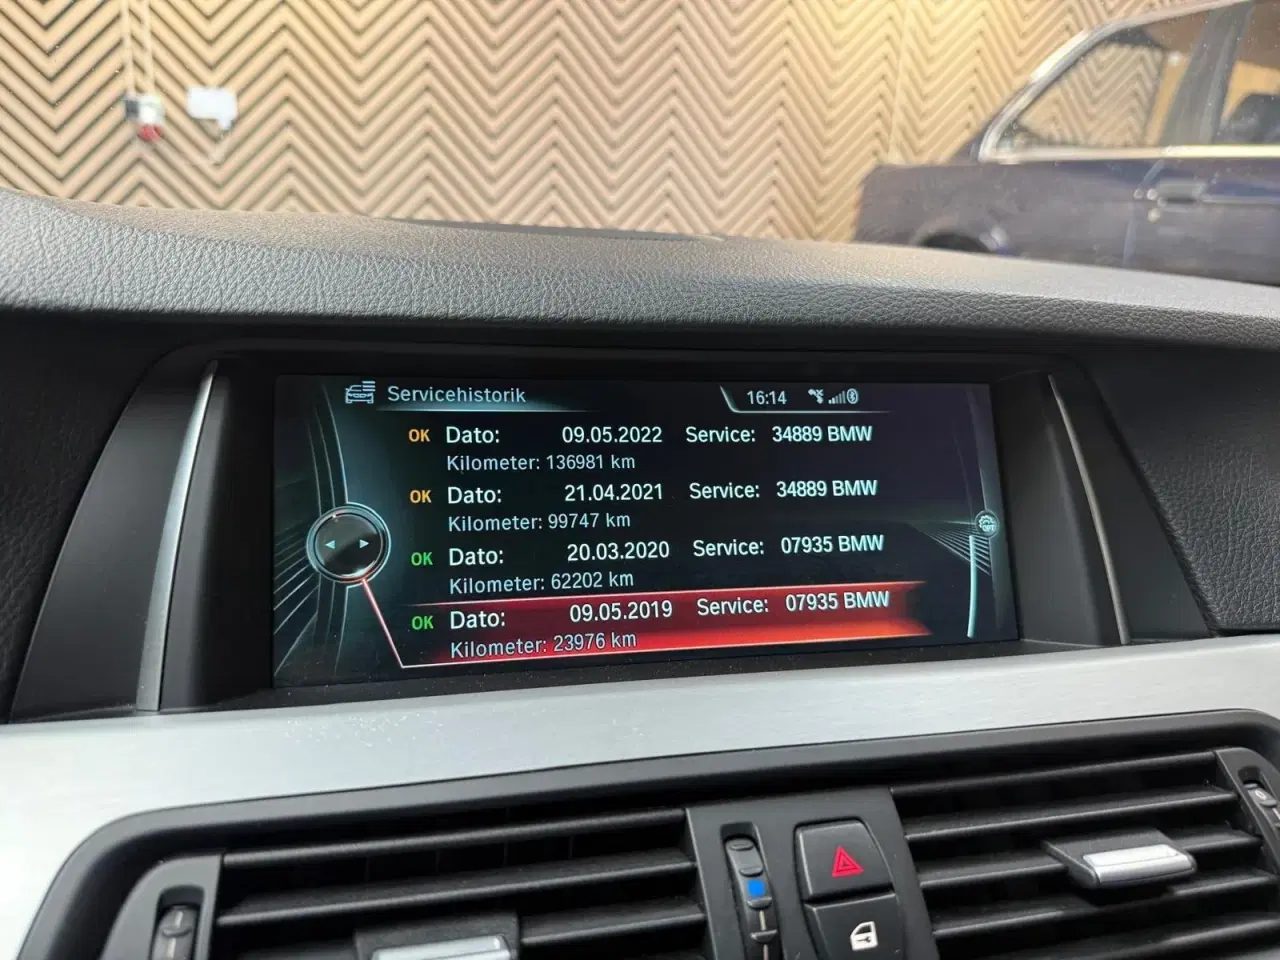 Servicehistorik
16:14
OK Dato: 09.05.2022 Service: 34889 BMW
Kilometer: 136981 km
OK Dato: 21.04.2021 Service: 34889 BMW
Kilometer: 99747 km
OK Dato: 20.03.2020 Service: 07935 BMW
Kilometer: 62202 km
OK Dato: 09.05.2019 Service: 07935 BMW
Kilometer: 23976 km